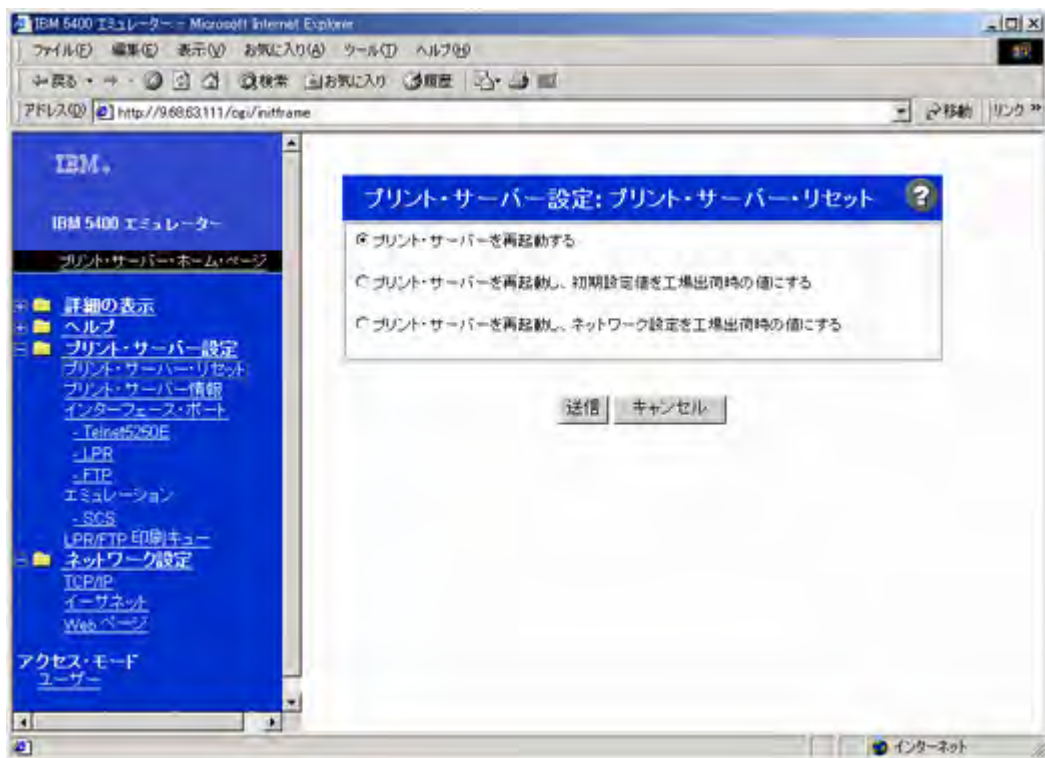 IBM 5400 エミュレーター - Microsoft Internet Explorer
ファイル(F) 編集(E) 表示(V) お気に入り(A) ツール(T) ヘルプ(H)
戻る 検索 お気に入り 履歴
アドレス(D) http://9.68.63.111/cgi/initframe 移動 リンク »
IBM®
IBM 5400 エミュレーター
プリント・サーバー・ホーム・ページ
詳細の表示
ヘルプ
プリント・サーバー設定
プリント・サーバー・リセット
プリント・サーバー情報
インターフェース・ポート
- Telnet5250E
- LPR
- FTP
エミュレーション
- SCS
LPR/FTP 印刷キュー
ネットワーク設定
TCP/IP
イーサネット
Web ページ
アクセス・モード
ユーザー
プリント・サーバー設定: プリント・サーバー・リセット ?
プリント・サーバーを再起動する
プリント・サーバーを再起動し、初期設定値を工場出荷時の値にする
プリント・サーバーを再起動し、ネットワーク設定を工場出荷時の値にする
送信 キャンセル
インターネット